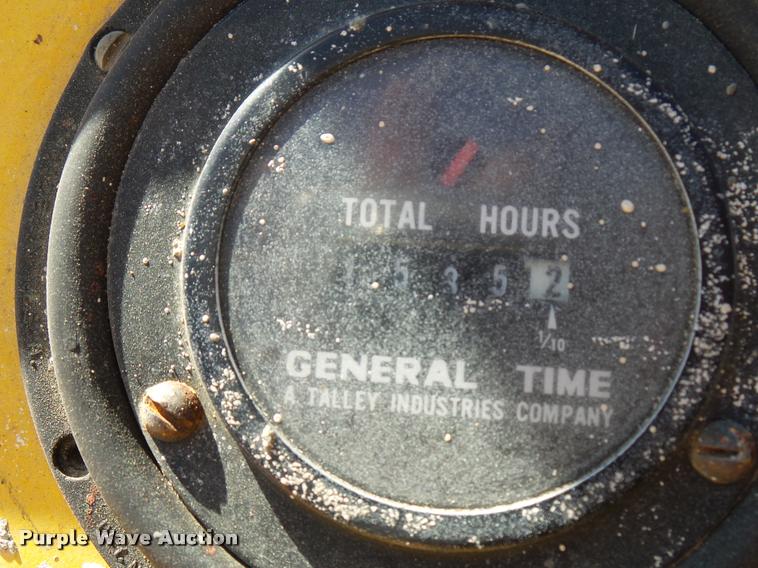 TOTAL HOURS
5 3 5 2
1/10
GENERAL TIME
A TALLEY INDUSTRIES COMPANY
Purple Wave Auction